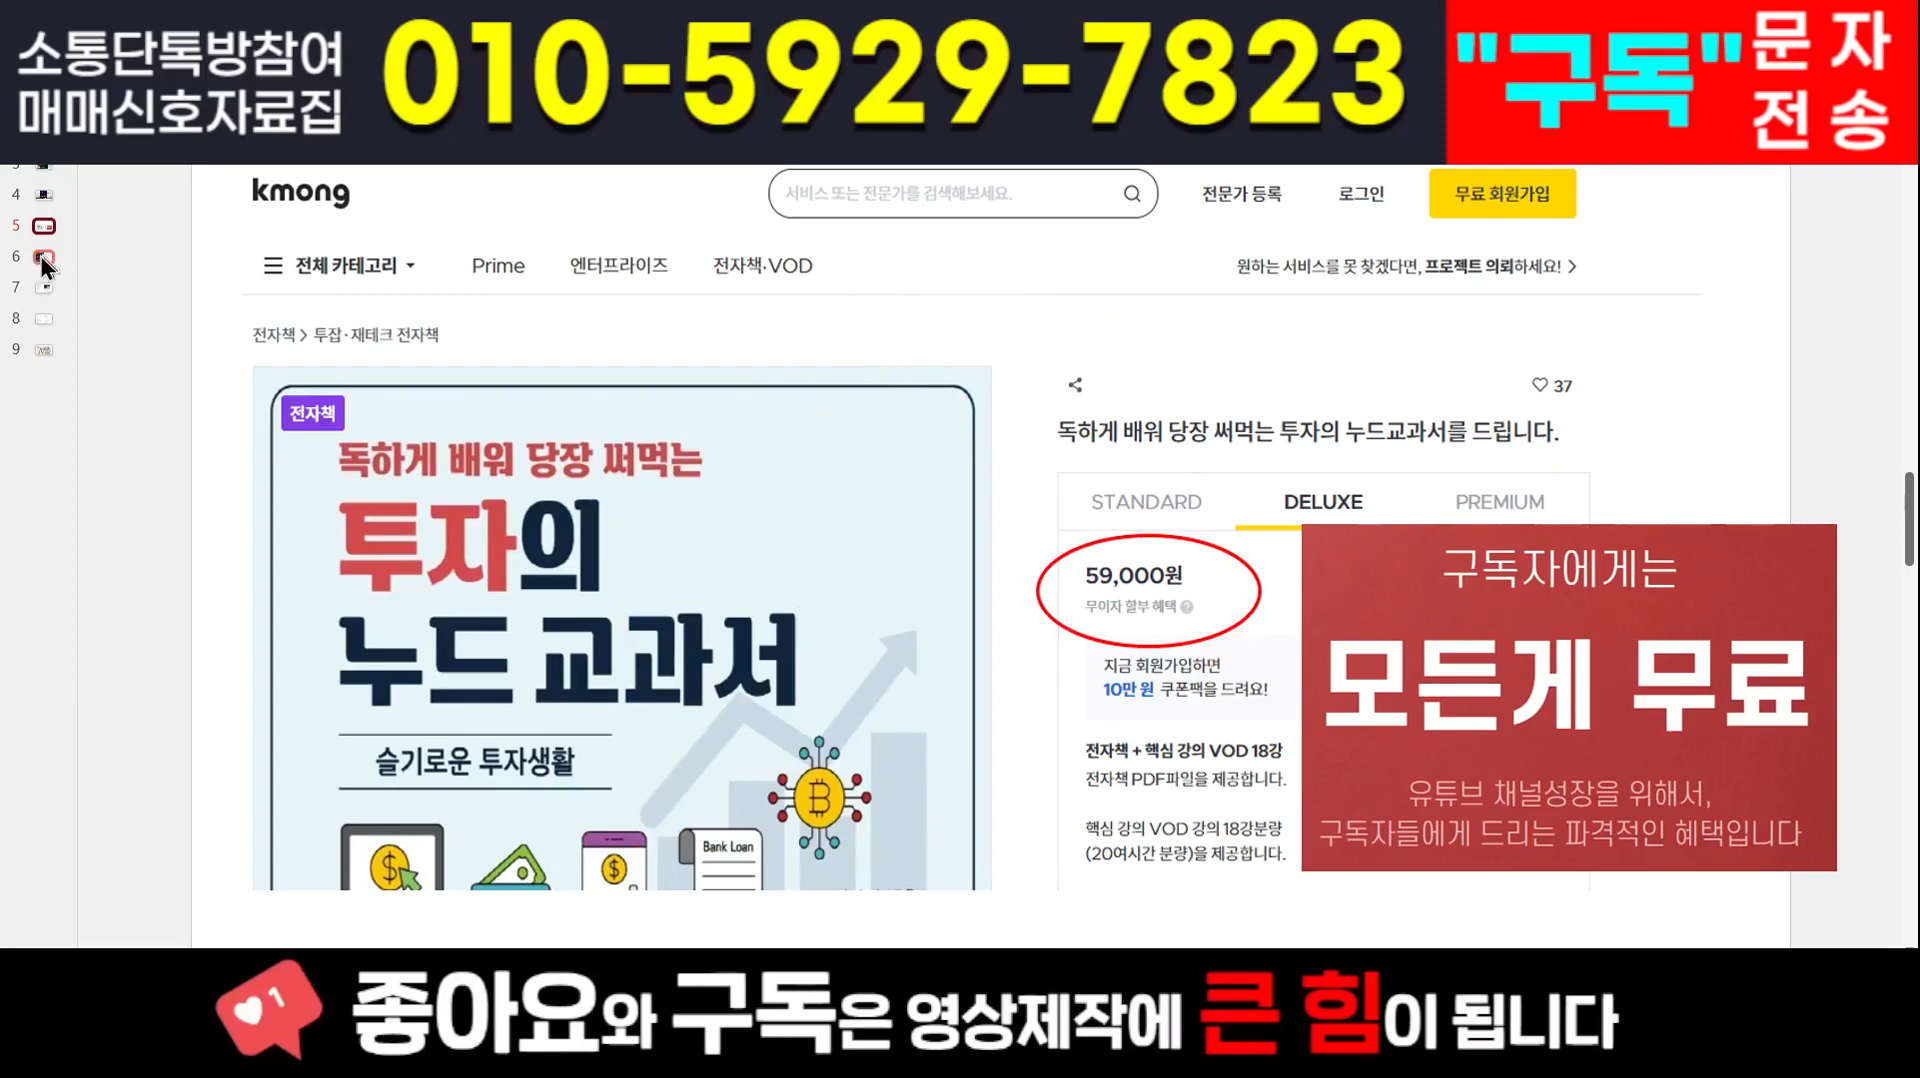 소통단톡방참여
매매신호자료집
010-5929-7823
"구독"
문자
전송
4
5
6
7
8
9
kmong
서비스 또는 전문가를 검색해보세요.
전문가 등록
로그인
무료 회원가입
전체 카테고리
Prime
엔터프라이즈
전자책·VOD
원하는 서비스를 못 찾겠다면, 프로젝트 의뢰하세요!
전자책 > 투잡·재테크 전자책
전자책
독하게 배워 당장 써먹는
투자의
누드교과서
슬기로운 투자생활
Bank Loan
37
독하게 배워 당장 써먹는 투자의 누드교과서를 드립니다.
STANDARD
DELUXE
PREMIUM
59,000원
무이자 할부 혜택 ?
지금 회원가입하면
10만 원 쿠폰팩을 드려요!
전자책 + 핵심 강의 VOD 18강
전자책 PDF파일을 제공합니다.
핵심 강의 VOD 강의 18강분량
(20여시간 분량)을 제공합니다.
구독자에게는
모든게 무료
유튜브 채널성장을 위해서,
구독자들에게 드리는 파격적인 혜택입니다
1
좋아요와 구독은 영상제작에 큰 힘이 됩니다